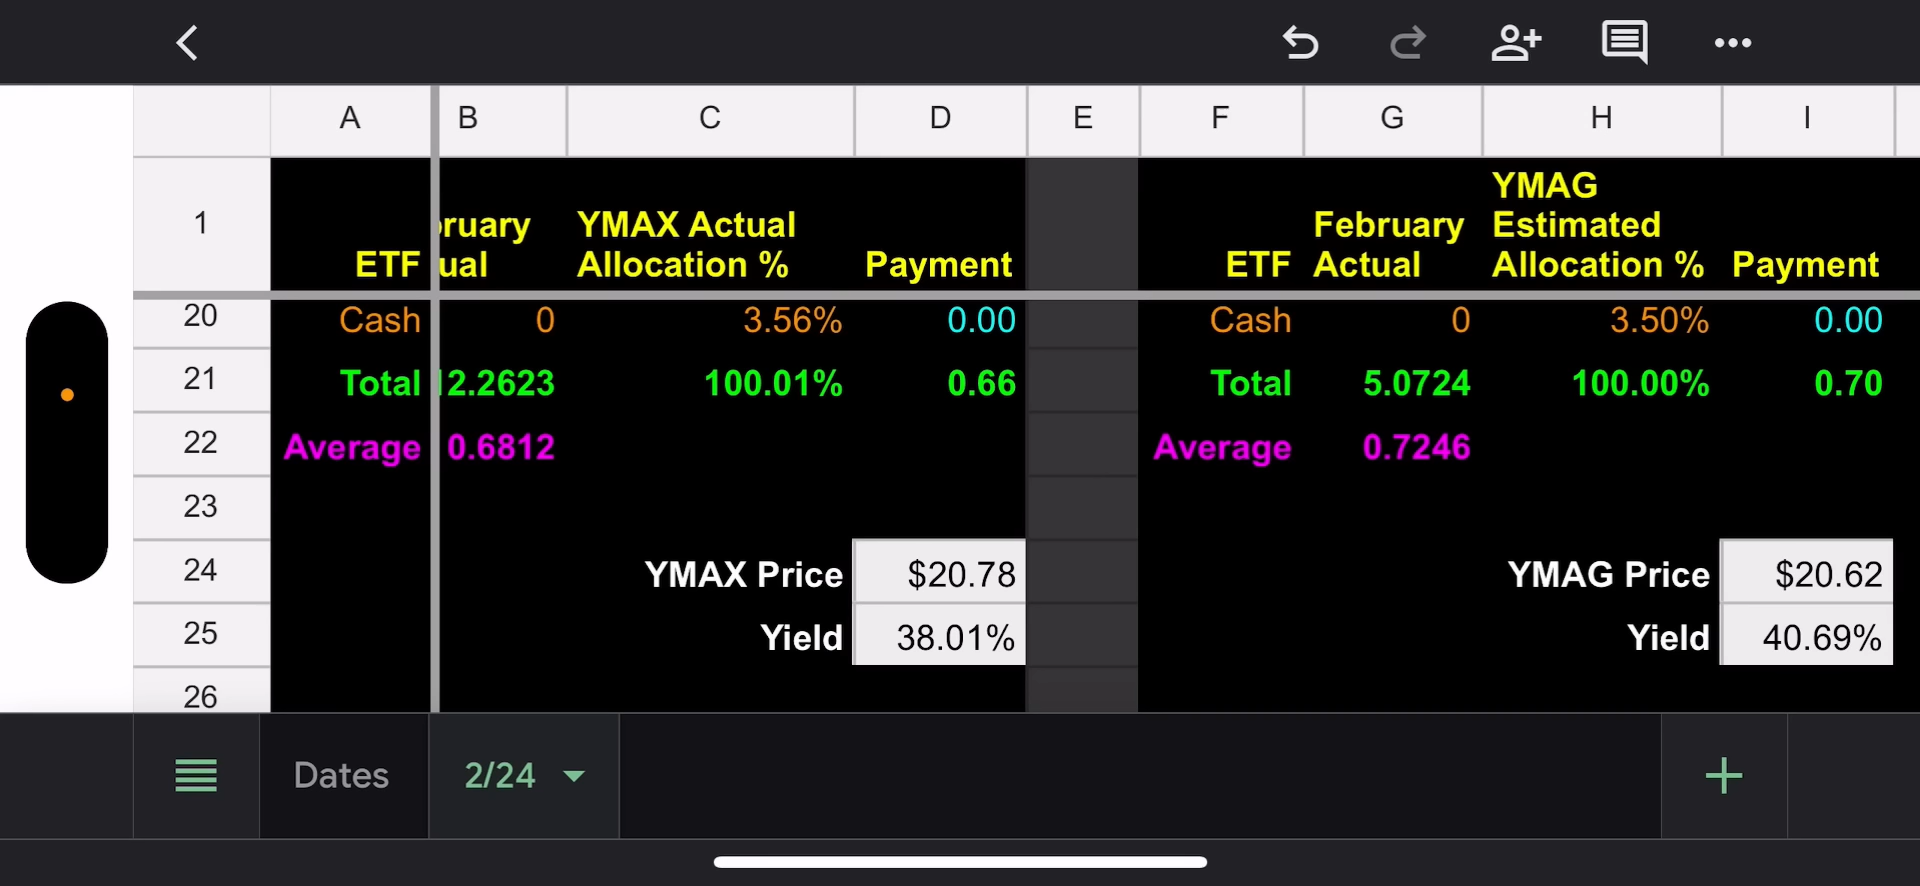 A B C D E F G H I
1 ETF ruary ual YMAX Actual Allocation % Payment ETF February Actual YMAG Estimated Allocation % Payment
20 Cash 0 3.56% 0.00 Cash 0 3.50% 0.00
21 Total 12.2623 100.01% 0.66 Total 5.0724 100.00% 0.70
22 Average 0.6812 Average 0.7246
23
24 YMAX Price $20.78 YMAG Price $20.62
25 Yield 38.01% Yield 40.69%
26
Dates 2/24